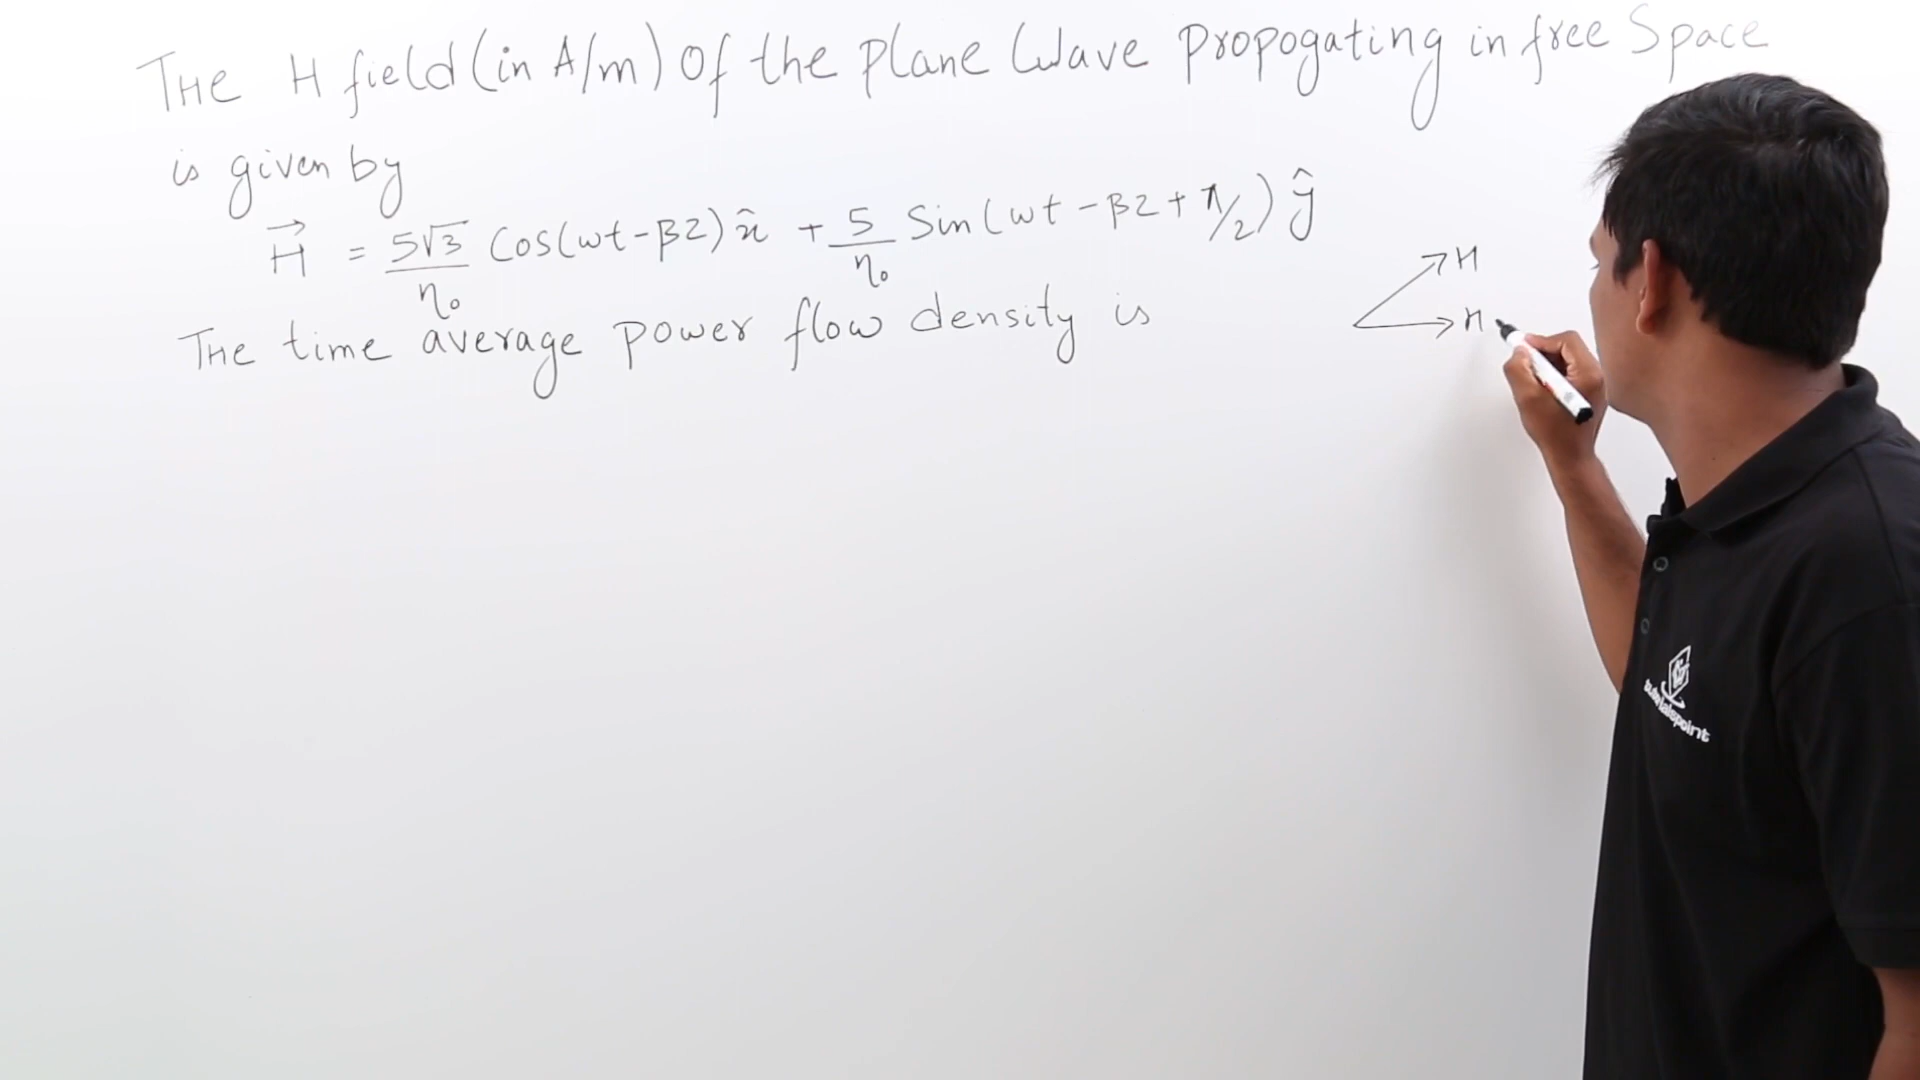 THe H field (in A/m) Of the plane Wave Propogating in free Space
is given by
H⃗ = 5√3/η₀ Cos(ωt-βz) x̂ + 5/η₀ Sin(ωt-βz+π/2) ŷ
THe time average power flow density is
H
H
tutorialspoint